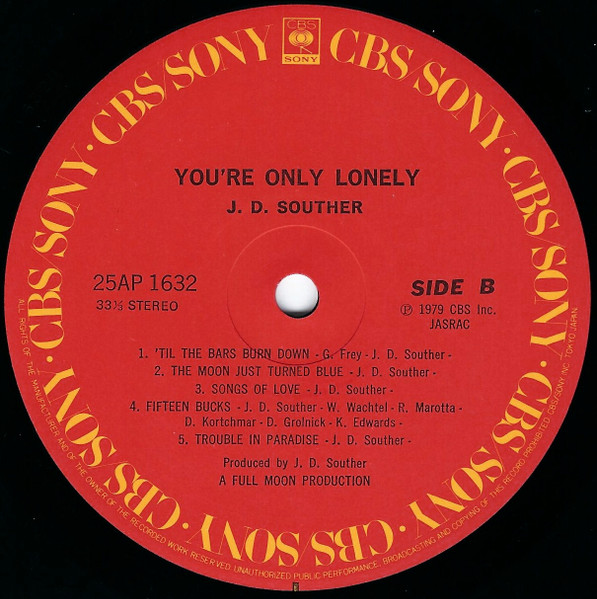 CBS
SONY
CBS/SONY · CBS/SONY · CBS/SONY · CBS/SONY · CBS/SONY · CBS/SONY · CBS/SONY · CBS/SONY
YOU'RE ONLY LONELY
J. D. SOUTHER
25AP 1632
33⅓ STEREO
SIDE B
Ⓟ 1979 CBS Inc.
JASRAC
1. 'TIL THE BARS BURN DOWN - G. Frey - J. D. Souther -
2. THE MOON JUST TURNED BLUE - J. D. Souther -
3. SONGS OF LOVE - J. D. Souther -
4. FIFTEEN BUCKS - J. D. Souther - W. Wachtel - R. Marotta -
D. Kortchmar - D. Grolnick - K. Edwards -
5. TROUBLE IN PARADISE - J. D. Souther -
Produced by J. D. Souther
A FULL MOON PRODUCTION
ALL RIGHTS OF THE MANUFACTURER AND OF THE OWNER OF THE RECORDED WORK RESERVED. UNAUTHORIZED PUBLIC PERFORMANCE, BROADCASTING AND COPYING OF THIS RECORD PROHIBITED. CBS/SONY INC. TOKYO JAPAN.